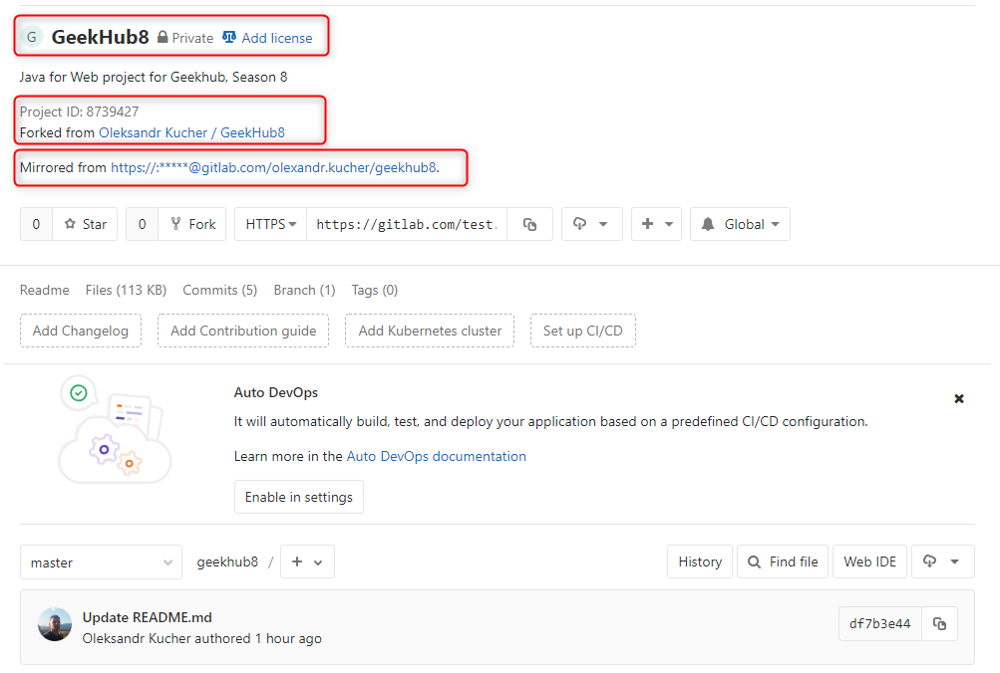 G GeekHub8 Private Add license
Java for Web project for Geekhub, Season 8
Project ID: 8739427
Forked from Oleksandr Kucher / GeekHub8
Mirrored from https://:*****@gitlab.com/olexandr.kucher/geekhub8.
0 Star 0 Fork HTTPS https://gitlab.com/test. + Global
Readme Files (113 KB) Commits (5) Branch (1) Tags (0)
Add Changelog Add Contribution guide Add Kubernetes cluster Set up CI/CD
Auto DevOps
It will automatically build, test, and deploy your application based on a predefined CI/CD configuration.
Learn more in the Auto DevOps documentation
Enable in settings
master geekhub8 / + History Find file Web IDE
Update README.md
Oleksandr Kucher authored 1 hour ago
df7b3e44